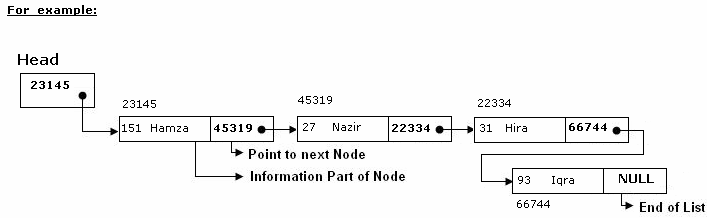 For example:
Head
23145
23145
45319
22334
151 Hamza 45319
27 Nazir 22334
31 Hira 66744
Point to next Node
Information Part of Node
93 Iqra NULL
66744
End of List